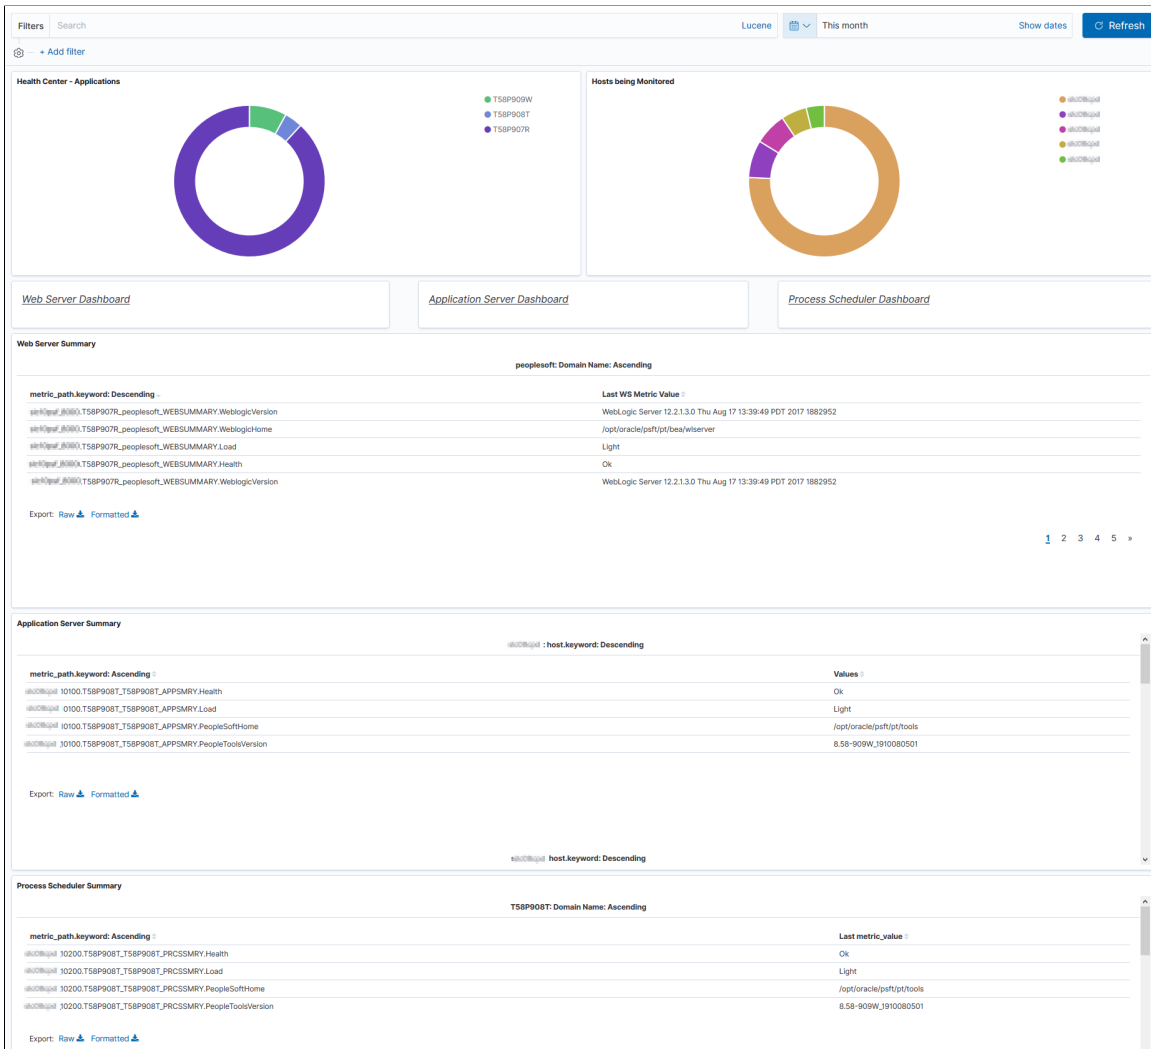 Filters Search Lucene This month Show dates Refresh
+ Add filter
Health Center - Applications
T58P909W
T58P908T
T58P907R
Hosts being Monitored
Web Server Dashboard Application Server Dashboard Process Scheduler Dashboard
Web Server Summary
peoplesoft: Domain Name: Ascending
metric_path.keyword: Descending Last WS Metric Value
.T58P907R_peoplesoft_WEBSUMMARY.WeblogicVersion WebLogic Server 12.2.1.3.0 Thu Aug 17 13:39:49 PDT 2017 1882952
.T58P907R_peoplesoft_WEBSUMMARY.WeblogicHome /opt/oracle/psft/pt/bea/wlserver
.T58P907R_peoplesoft_WEBSUMMARY.Load Light
.T58P907R_peoplesoft_WEBSUMMARY.Health Ok
.T58P907R_peoplesoft_WEBSUMMARY.WeblogicVersion WebLogic Server 12.2.1.3.0 Thu Aug 17 13:39:49 PDT 2017 1882952
Export: Raw Formatted
1 2 3 4 5 »
Application Server Summary
: host.keyword: Descending
metric_path.keyword: Ascending Values
10100.T58P908T_T58P908T_APPSMRY.Health Ok
0100.T58P908T_T58P908T_APPSMRY.Load Light
10100.T58P908T_T58P908T_APPSMRY.PeopleSoftHome /opt/oracle/psft/pt/tools
10100.T58P908T_T58P908T_APPSMRY.PeopleToolsVersion 8.58-909W_1910080501
Export: Raw Formatted
host.keyword: Descending
Process Scheduler Summary
T58P908T: Domain Name: Ascending
metric_path.keyword: Ascending Last metric_value
10200.T58P908T_T58P908T_PRCSSMRY.Health Ok
10200.T58P908T_T58P908T_PRCSSMRY.Load Light
10200.T58P908T_T58P908T_PRCSSMRY.PeopleSoftHome /opt/oracle/psft/pt/tools
10200.T58P908T_T58P908T_PRCSSMRY.PeopleToolsVersion 8.58-909W_1910080501
Export: Raw Formatted